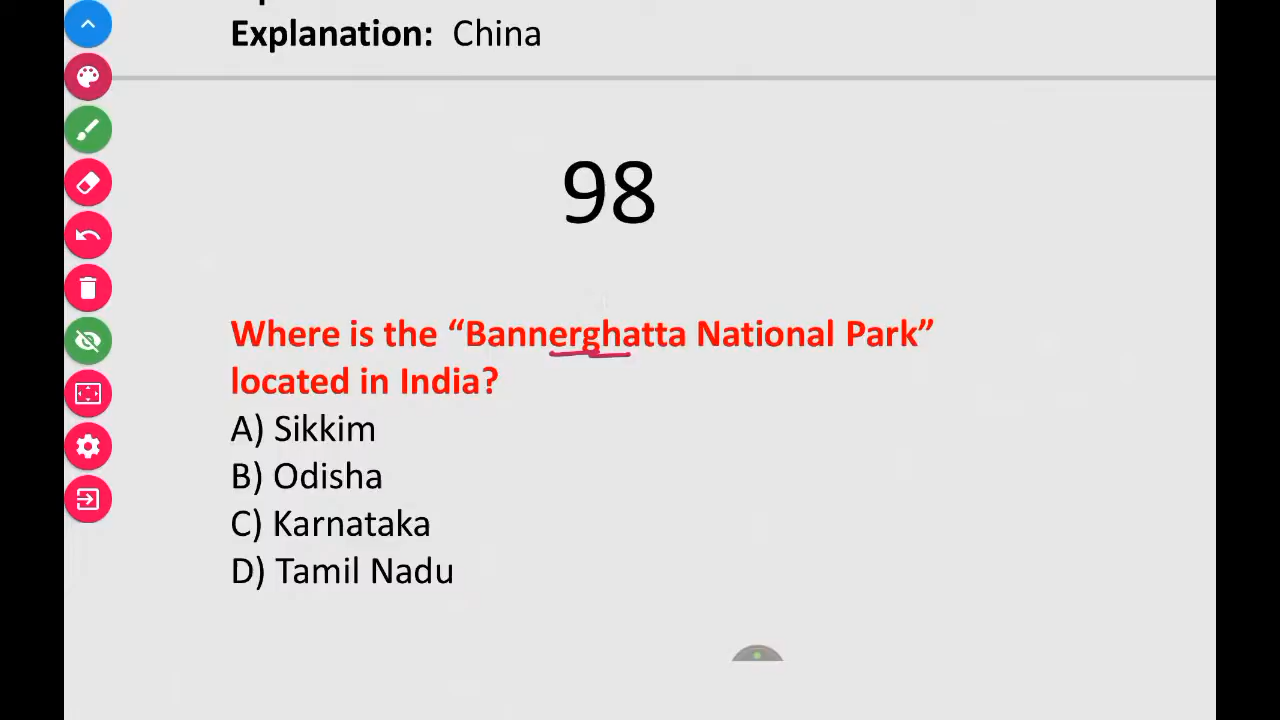 Explanation: China
98
Where is the “Bannerghatta National Park”
located in India?
A) Sikkim
B) Odisha
C) Karnataka
D) Tamil Nadu